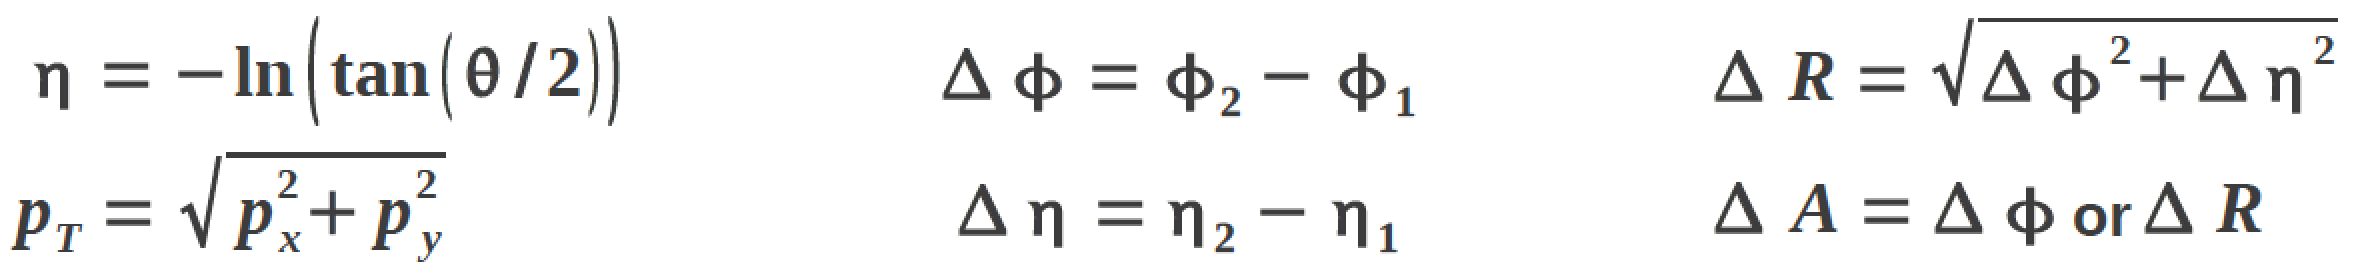 η = −ln(tan(θ/2))    Δ ϕ = ϕ₂ − ϕ₁    Δ R = √(Δ ϕ² + Δ η²)
p_T = √(p_x² + p_y²)    Δ η = η₂ − η₁    Δ A = Δ ϕ or Δ R